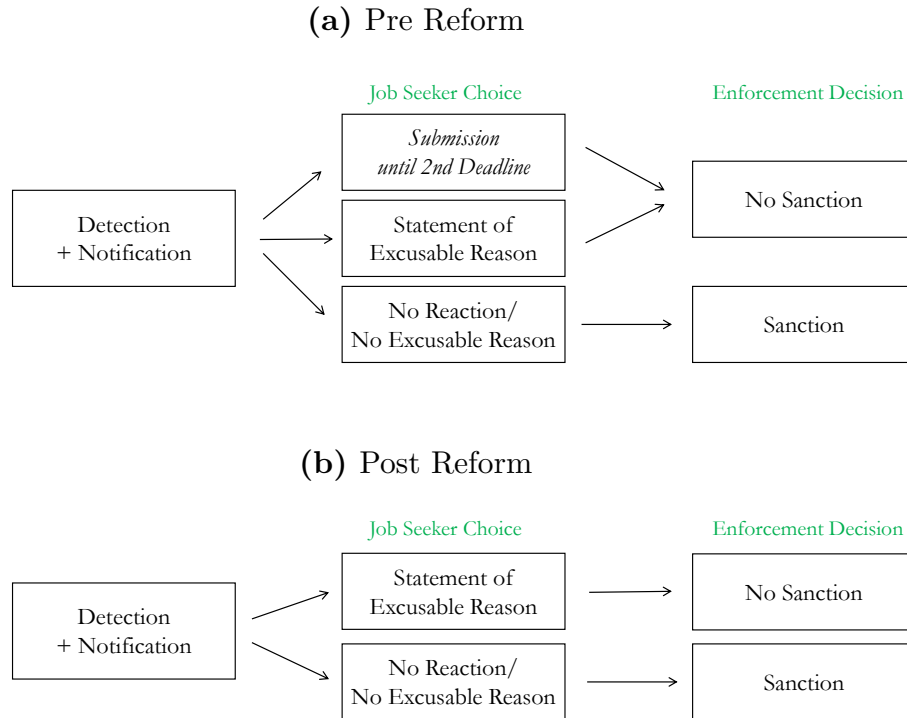 (a) Pre Reform
Job Seeker Choice
Enforcement Decision
Submission
until 2nd Deadline
Detection
+ Notification
Statement of
Excusable Reason
No Sanction
No Reaction/
No Excusable Reason
Sanction
(b) Post Reform
Job Seeker Choice
Enforcement Decision
Detection
+ Notification
Statement of
Excusable Reason
No Sanction
No Reaction/
No Excusable Reason
Sanction